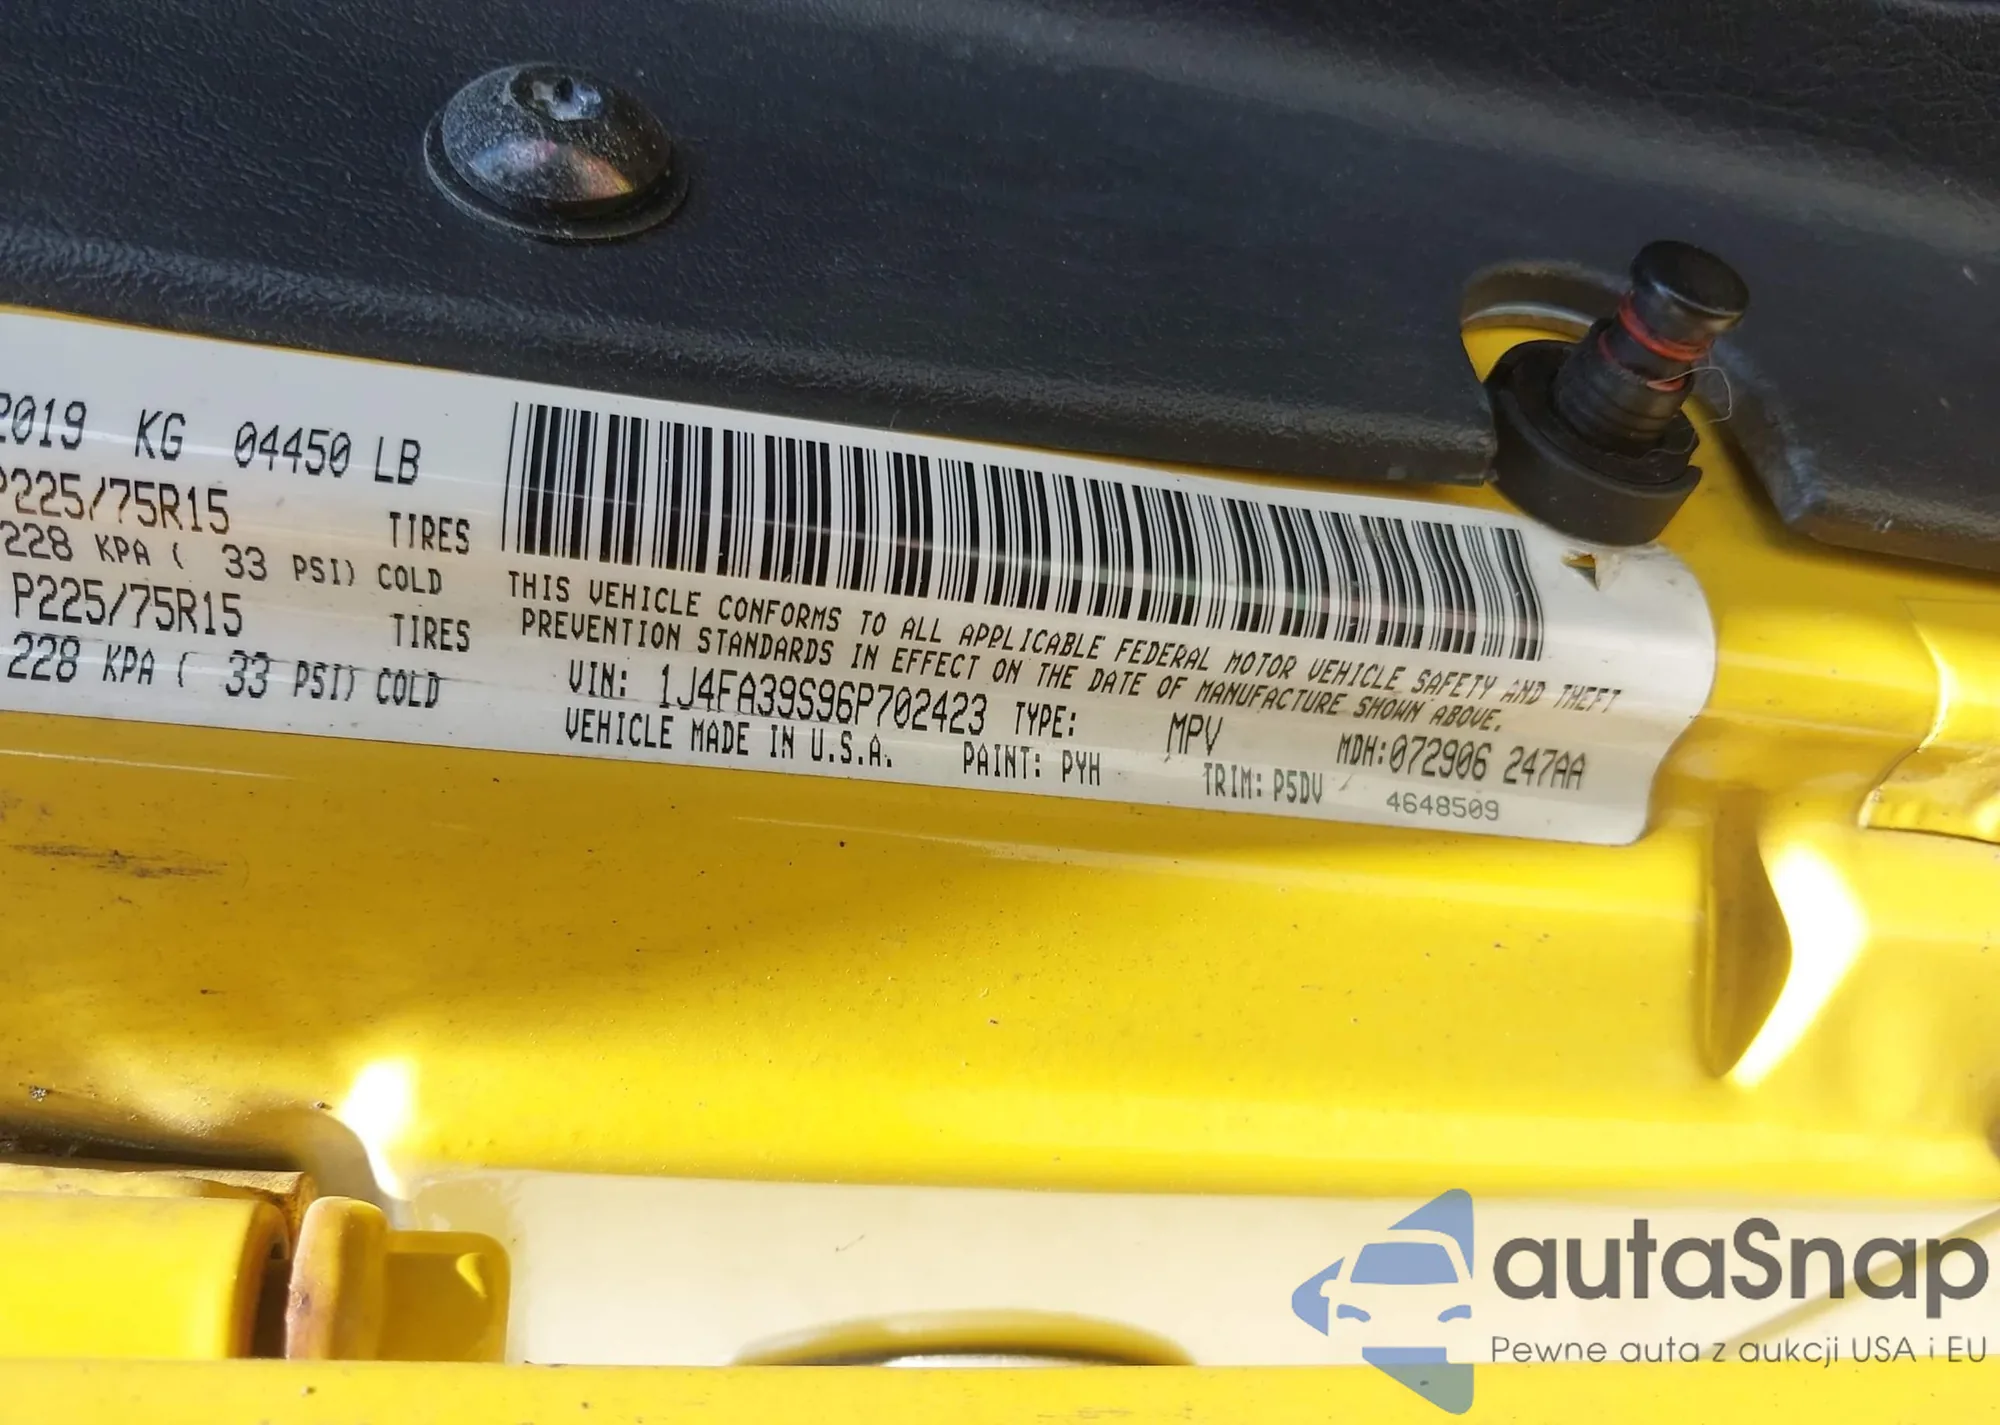 2019 KG 04450 LB
P225/75R15 TIRES
228 KPA ( 33 PSI) COLD
P225/75R15 TIRES
228 KPA ( 33 PSI) COLD
THIS VEHICLE CONFORMS TO ALL APPLICABLE FEDERAL MOTOR VEHICLE SAFETY AND THEFT
PREVENTION STANDARDS IN EFFECT ON THE DATE OF MANUFACTURE SHOWN ABOVE.
VIN: 1J4FA39S96P702423 TYPE: MPV MDH:072906 247AA
VEHICLE MADE IN U.S.A. PAINT: PYH TRIM: P5DV 4648509
autaSnap
Pewne auta z aukcji USA i EU